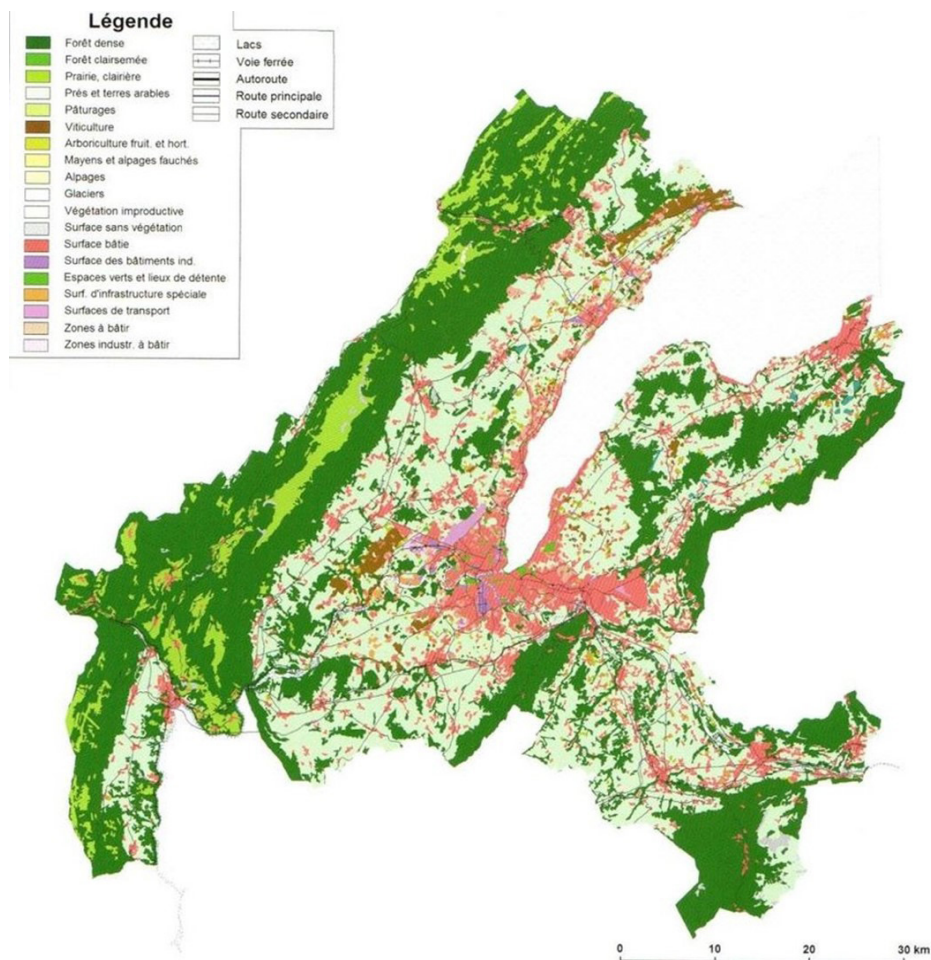 Légende
Forêt dense
Forêt clairsemée
Prairie, clairière
Prés et terres arables
Pâturages
Viticulture
Arboriculture fruit. et hort.
Mayens et alpages fauchés
Alpages
Glaciers
Végétation improductive
Surface sans végétation
Surface bâtie
Surface des bâtiments ind.
Espaces verts et lieux de détente
Surf. d'infrastructure spéciale
Surfaces de transport
Zones à bâtir
Zones industr. à bâtir
Lacs
Voie ferrée
Autoroute
Route principale
Route secondaire
0 10 20 30 km